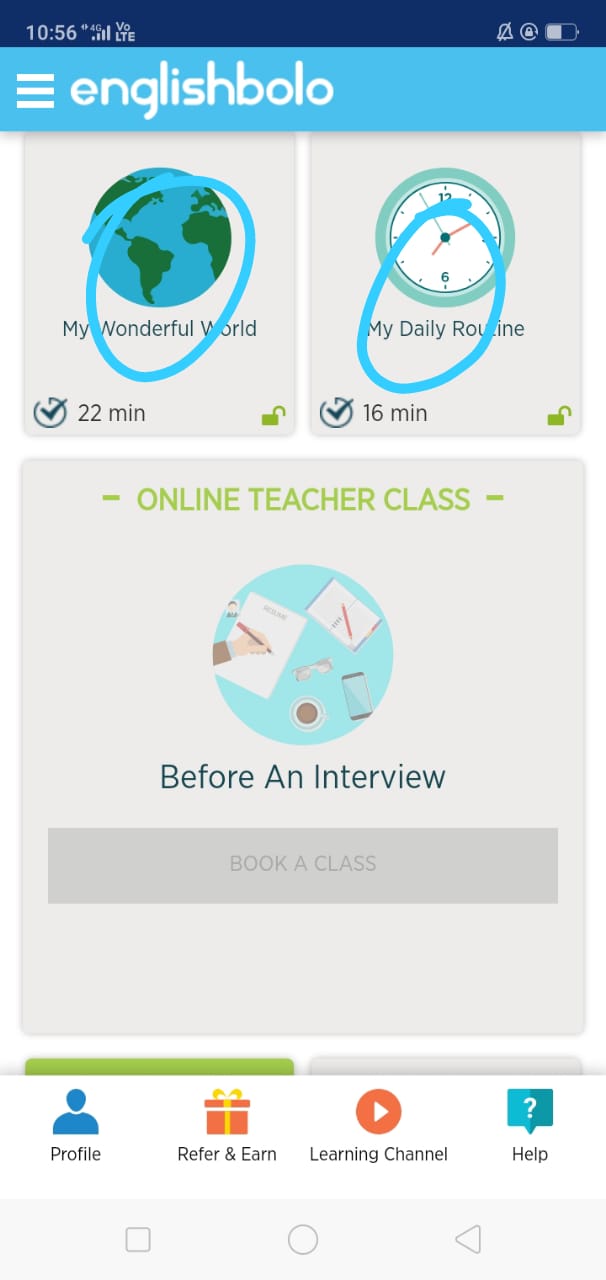 10:56 4G Vo LTE
englishbolo
12
6
My Wonderful World
My Daily Routine
22 min
16 min
- ONLINE TEACHER CLASS -
RESUME
Before An Interview
BOOK A CLASS
?
Profile
Refer & Earn
Learning Channel
Help